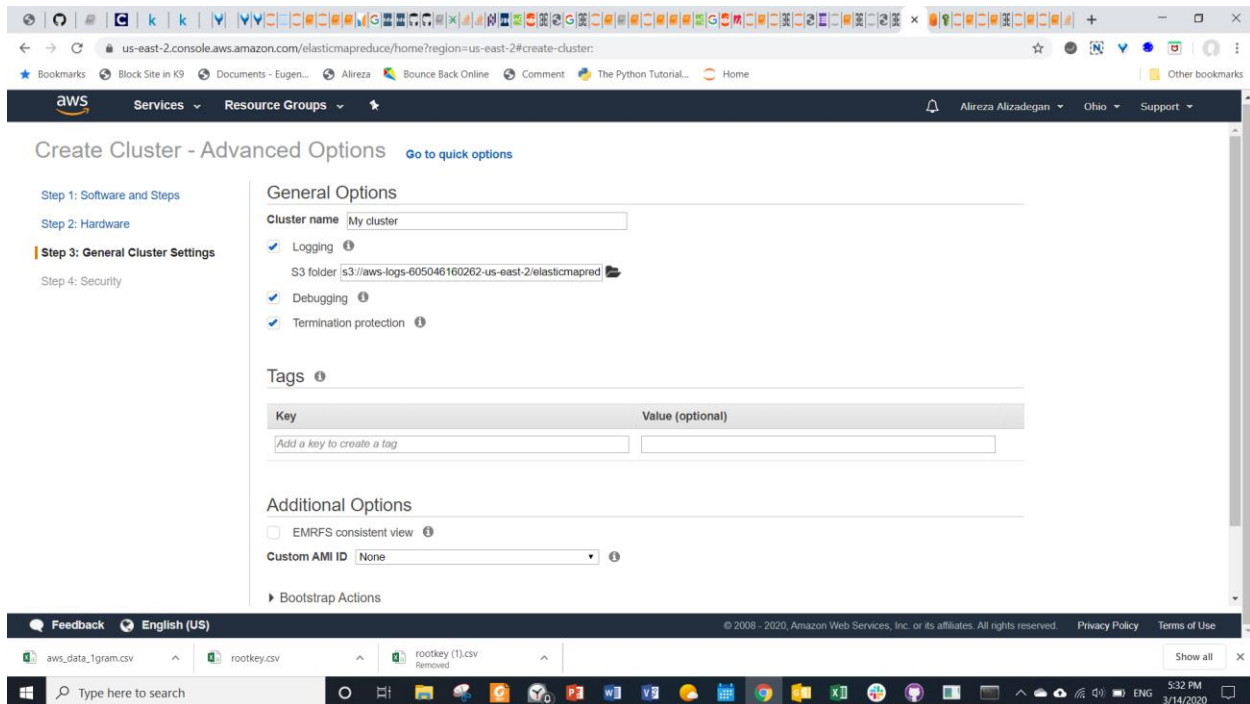 us-east-2.console.aws.amazon.com/elasticmapreduce/home?region=us-east-2#create-cluster:
Bookmarks Block Site in K9 Documents - Eugen... Alireza Bounce Back Online Comment The Python Tutorial... Home Other bookmarks
aws Services Resource Groups Alireza Alizadegan Ohio Support
Create Cluster - Advanced Options Go to quick options
Step 1: Software and Steps
Step 2: Hardware
Step 3: General Cluster Settings
Step 4: Security
General Options
Cluster name My cluster
Logging
S3 folder s3://aws-logs-605046160262-us-east-2/elasticmapred
Debugging
Termination protection
Tags
Key Value (optional)
Add a key to create a tag
Additional Options
EMRFS consistent view
Custom AMI ID None
Bootstrap Actions
Feedback English (US) © 2008 - 2020, Amazon Web Services, Inc. or its affiliates. All rights reserved. Privacy Policy Terms of Use
aws_data_1gram.csv rootkey.csv rootkey (1).csv Show all
Removed
Type here to search ENG 5:32 PM
3/14/2020